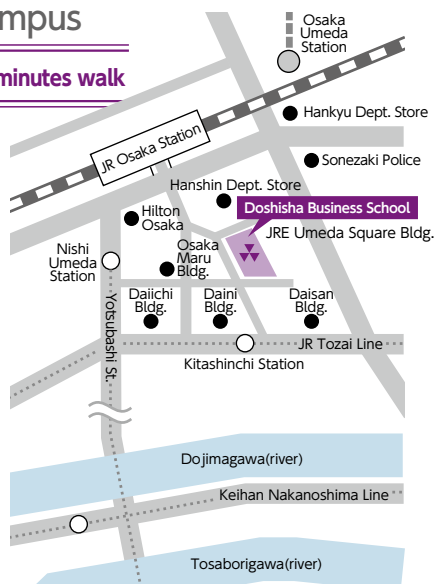 mpus
minutes walk
Osaka
Umeda
Station
Hankyu Dept. Store
JR Osaka Station
Sonezaki Police
Hanshin Dept. Store
Doshisha Business School
Hilton
Osaka
JRE Umeda Square Bldg.
Nishi
Umeda
Station
Osaka
Maru
Bldg.
Yotsubashi St.
Daiichi
Bldg.
Daini
Bldg.
Daisan
Bldg.
JR Tozai Line
Kitashinchi Station
Dojimagawa(river)
Keihan Nakanoshima Line
Tosaborigawa(river)